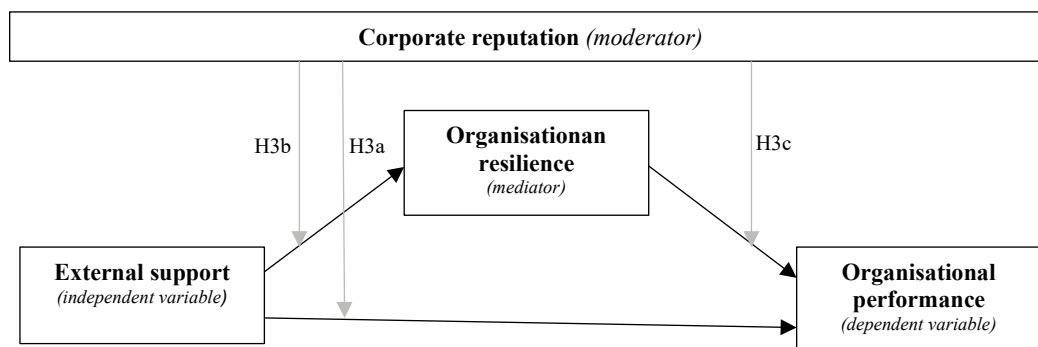 Corporate reputation (moderator)
H3b
H3a
Organisationan
resilience
(mediator)
H3c
External support
(independent variable)
Organisational
performance
(dependent variable)